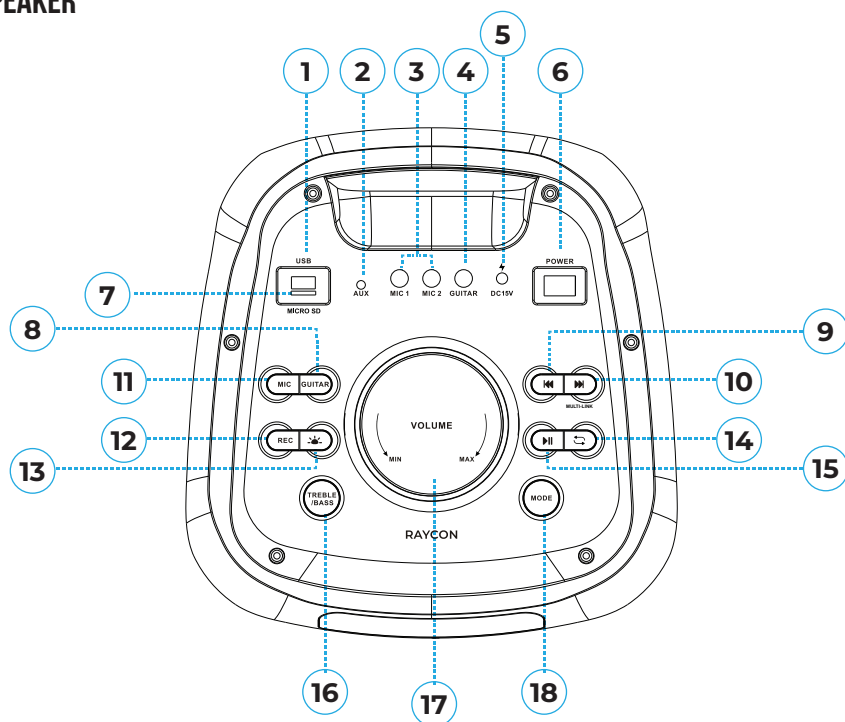 5
1
2
3
4
6
USB
POWER
7
MICRO SD
AUX
MIC 1
MIC 2
GUITAR
DC15V
8
9
11
MIC
GUITAR
MULTI-LINK
10
12
REC
VOLUME
MIN
MAX
14
13
15
TREBLE
/BASS
MODE
RAYCON
16
17
18